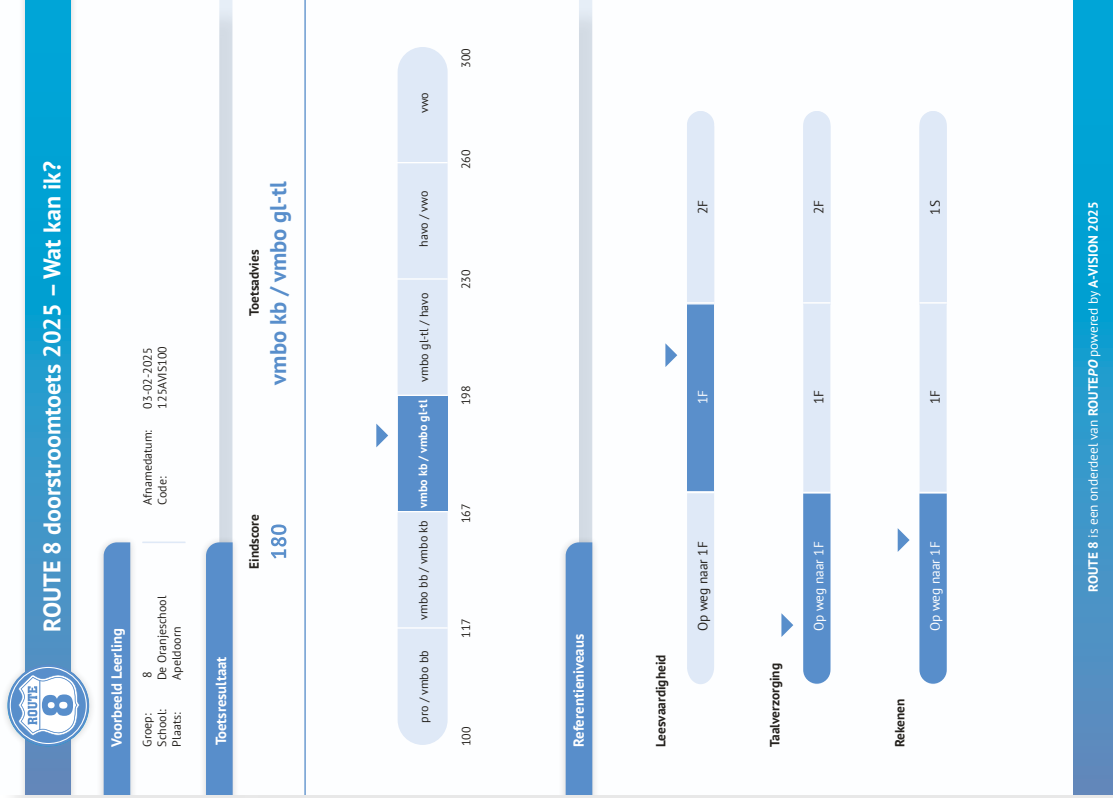 ROUTE
8
ROUTE 8 doorstroomtoets 2025 – Wat kan ik?
Voorbeeld Leerling
Groep: 8
School: De Oranjeschool
Plaats: Apeldoorn
Afnamedatum: 03-02-2025
Code: 125AVIS100
Toetsresultaat
Eindscore
180
Toetsadvies
vmbo kb / vmbo gl-tl
pro / vmbo bb
vmbo bb / vmbo kb
vmbo kb / vmbo gl-tl
vmbo gl-tl / havo
havo / vwo
vwo
100
117
167
198
230
260
300
Referentieniveaus
Leesvaardigheid
Op weg naar 1F
1F
2F
Taalverzorging
Op weg naar 1F
1F
2F
Rekenen
Op weg naar 1F
1F
1S
ROUTE 8 is een onderdeel van ROUTEPO powered by A-VISION 2025